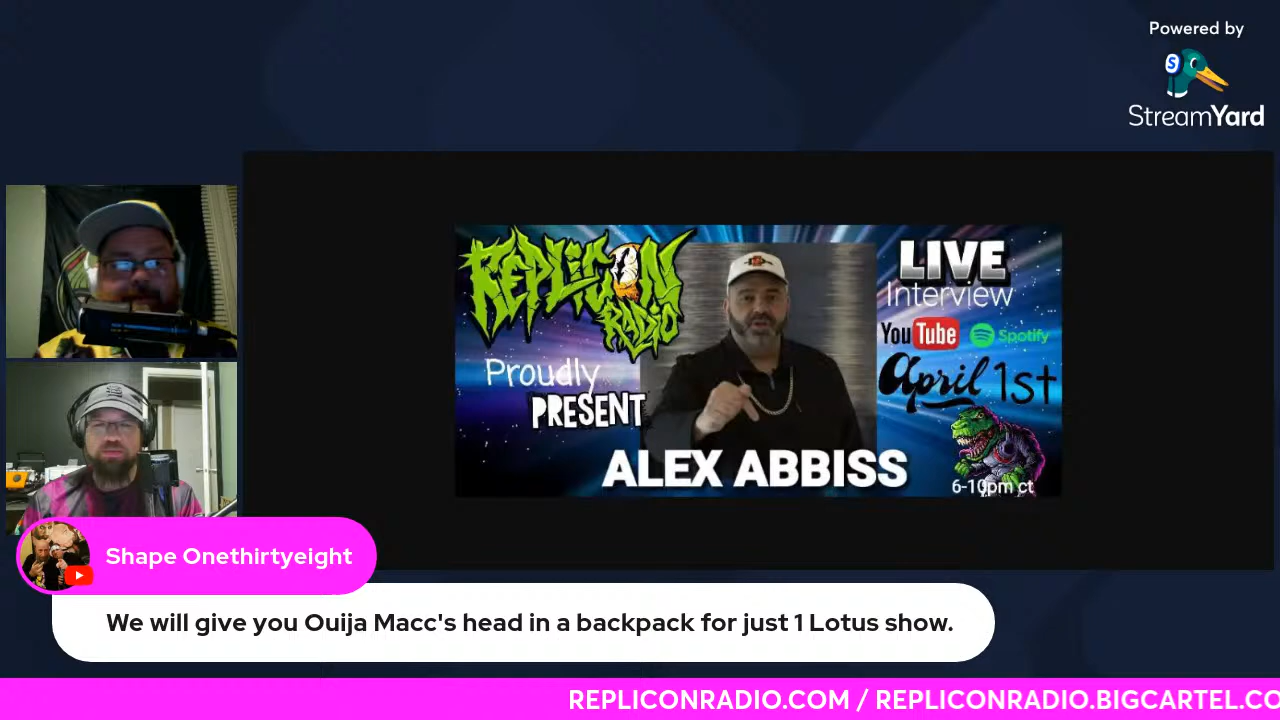 Powered by
StreamYard
REPLICON
RADIO
Proudly
PRESENT
LIVE
Interview
YouTube
Spotify
April 1st
ALEX ABBISS
6-10pm ct
Shape Onethirtyeight
We will give you Ouija Macc's head in a backpack for just 1 Lotus show.
REPLICONRADIO.COM / REPLICONRADIO.BIGCARTEL.CO